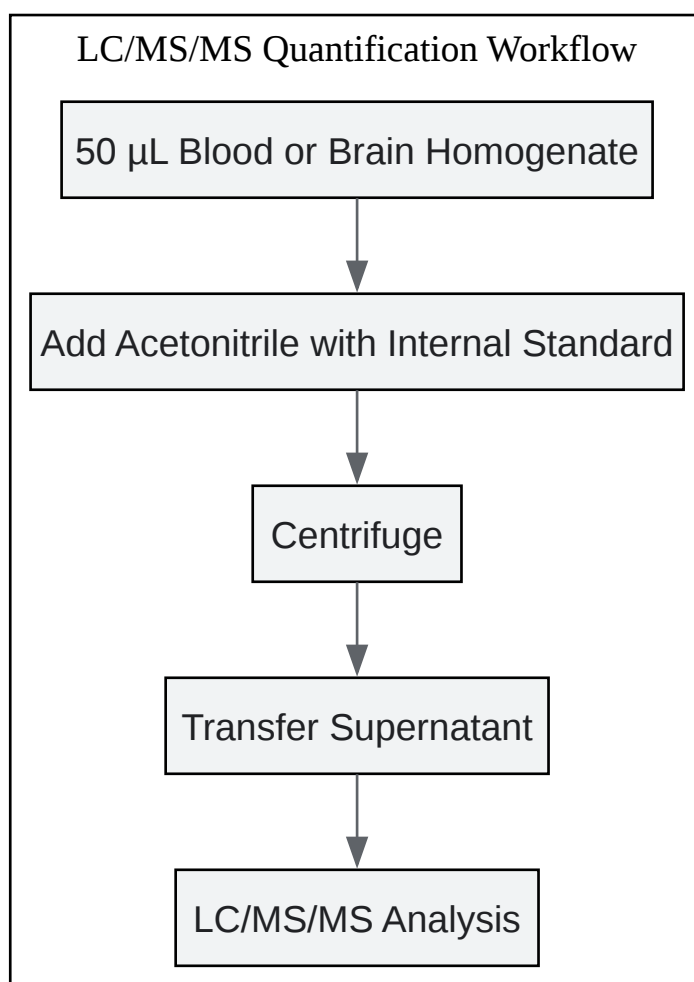 LC/MS/MS Quantification Workflow
50 µL Blood or Brain Homogenate
Add Acetonitrile with Internal Standard
Centrifuge
Transfer Supernatant
LC/MS/MS Analysis